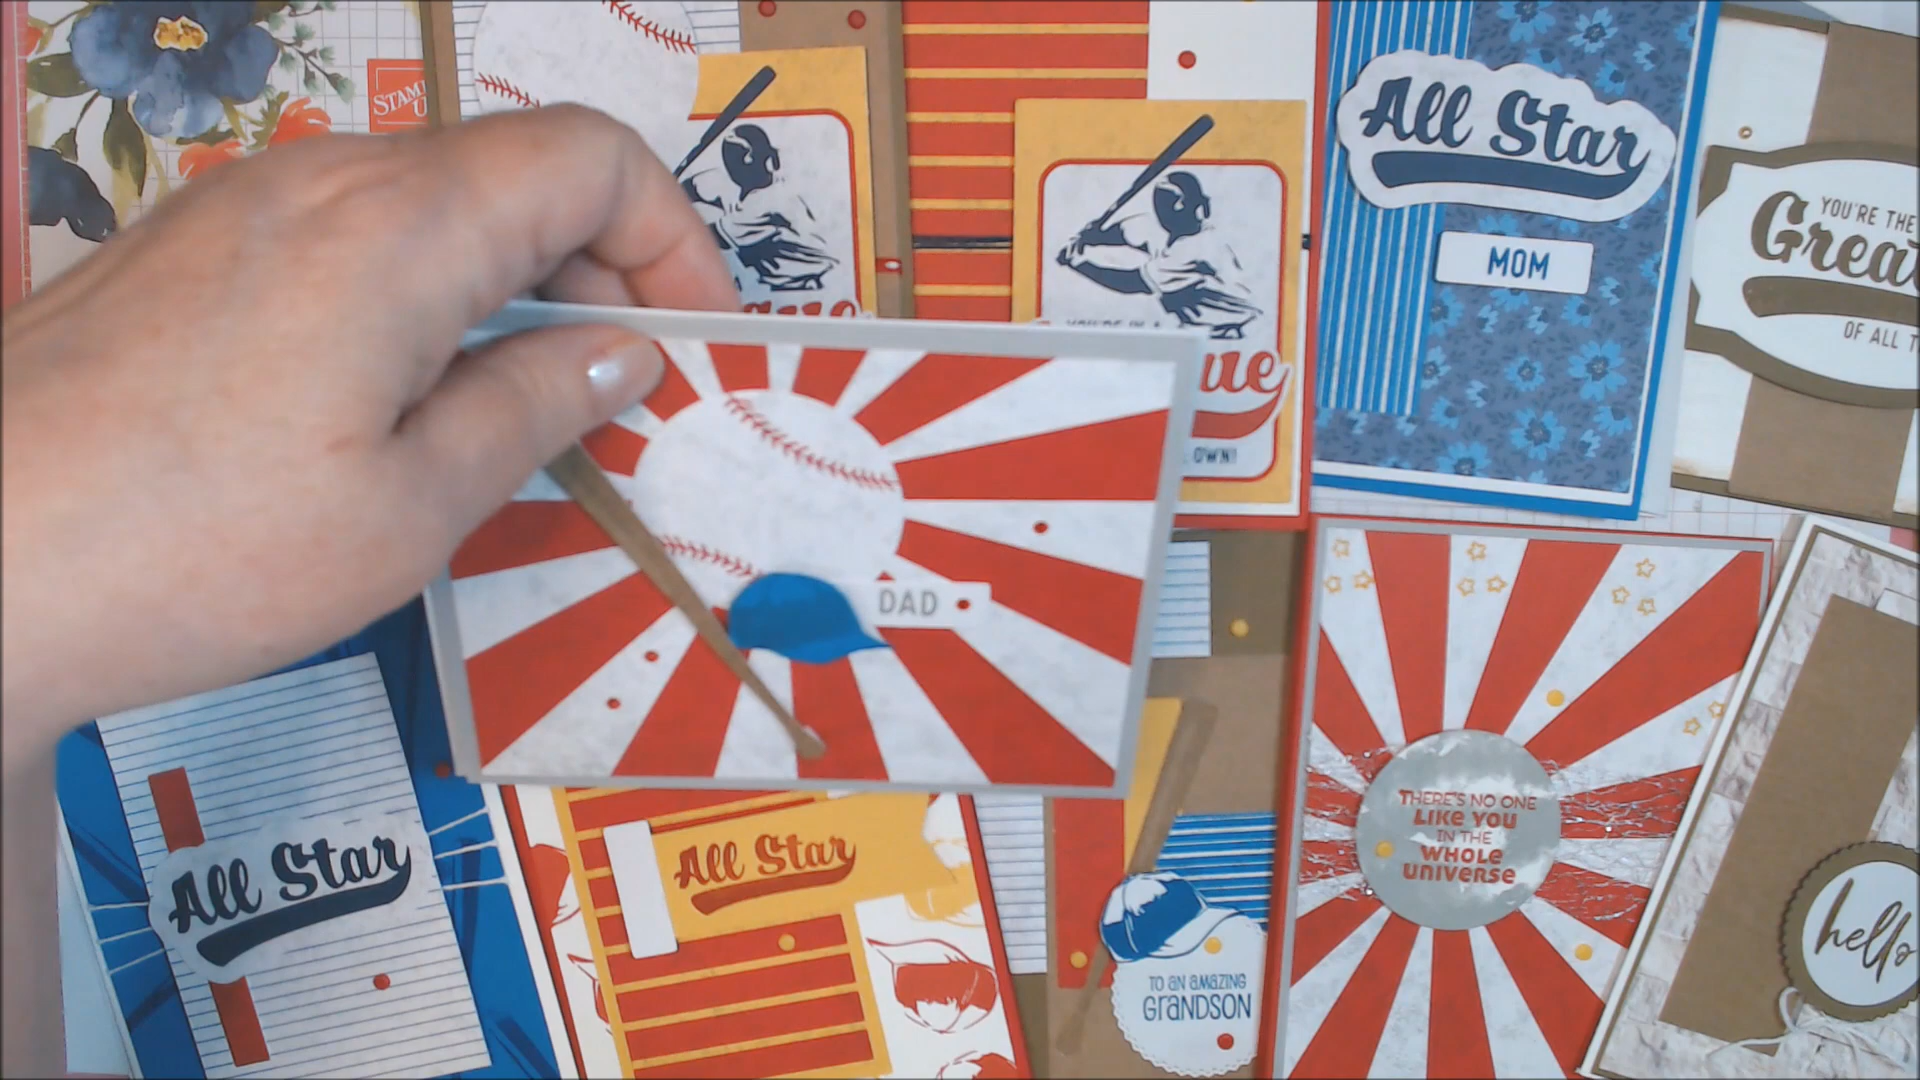 All Star
MOM
YOU'RE THE
OF ALL
OWN!
DAD
All Star
All Star
TO AN AMAZING
GRANDSON
THERE'S NO ONE
LIKE YOU
IN THE
WHOLE
UNIVERSE
hello